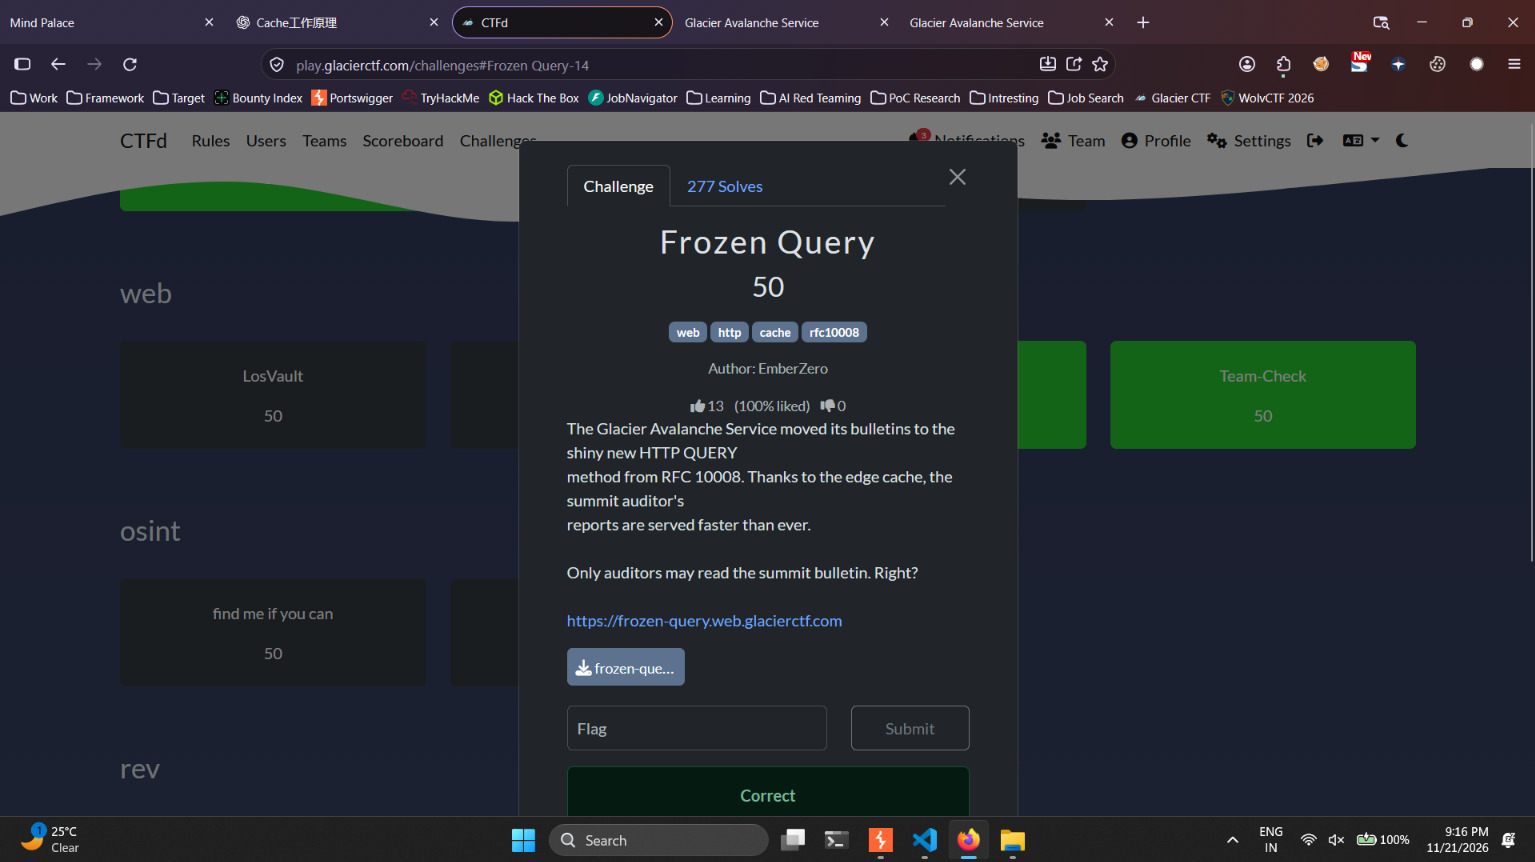 Mind Palace
Cache工作原理
CTFd
Glacier Avalanche Service
Glacier Avalanche Service
play.glacierctf.com/challenges#Frozen Query-14
New
Work Framework Target Bounty Index Portswigger TryHackMe Hack The Box JobNavigator Learning AI Red Teaming PoC Research Intresting Job Search Glacier CTF WolvCTF 2026
CTFd Rules Users Teams Scoreboard Challenges 3 Notifications Team Profile Settings
Challenge 277 Solves
Frozen Query
50
web http cache rfc10008
Author: EmberZero
13 (100% liked) 0
The Glacier Avalanche Service moved its bulletins to the
shiny new HTTP QUERY
method from RFC 10008. Thanks to the edge cache, the
summit auditor's
reports are served faster than ever.
Only auditors may read the summit bulletin. Right?
https://frozen-query.web.glacierctf.com
frozen-que...
Flag Submit
Correct
web
LosVault
50
Team-Check
50
osint
find me if you can
50
rev
1
25°C
Clear
Search
ENG
IN
100%
9:16 PM
11/21/2026